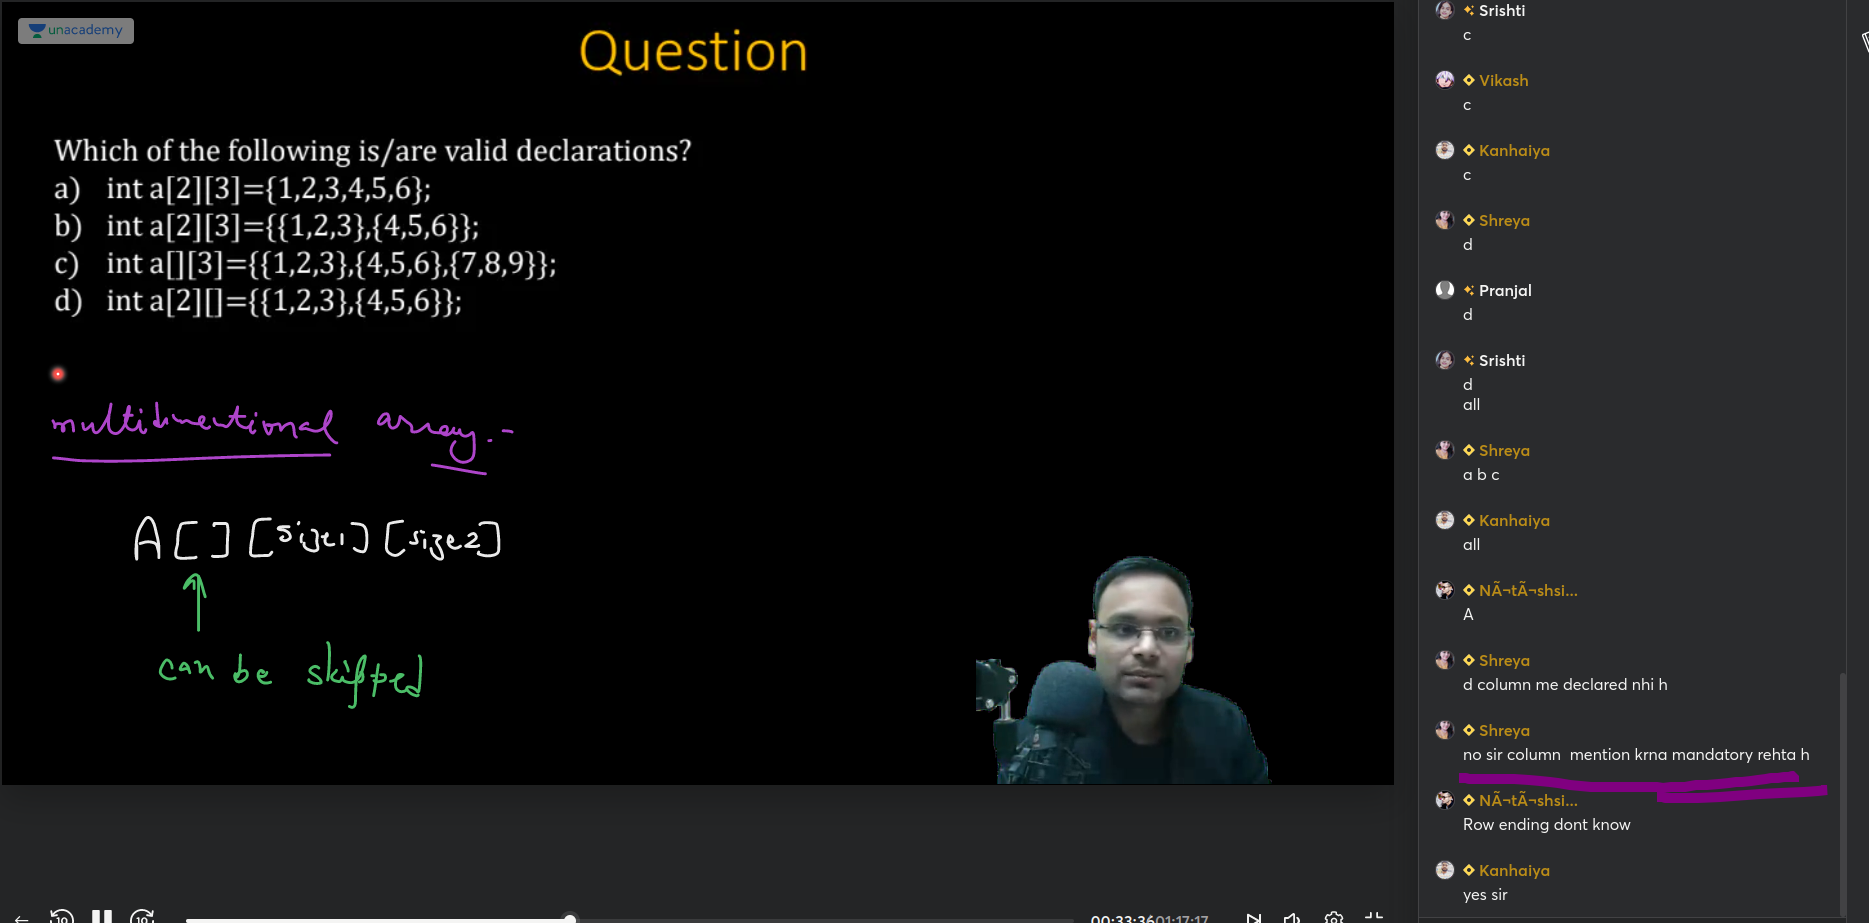 unacademy
Question
Which of the following is/are valid declarations?
a) int a[2][3]={1,2,3,4,5,6};
b) int a[2][3]={{1,2,3},{4,5,6}};
c) int a[][3]={{1,2,3},{4,5,6},{7,8,9}};
d) int a[2][]={{1,2,3},{4,5,6}};
multidimentional array:-
A[][size1][size2]
can be skipped
Srishti
c
Vikash
c
Kanhaiya
c
Shreya
d
Pranjal
d
Srishti
d
all
Shreya
a b c
Kanhaiya
all
NÃ¬tÃ¬shsi...
A
Shreya
d column me declared nhi h
Shreya
no sir column mention krna mandatory rehta h
NÃ¬tÃ¬shsi...
Row ending dont know
Kanhaiya
yes sir
10
10
00:33:36
01:17:17